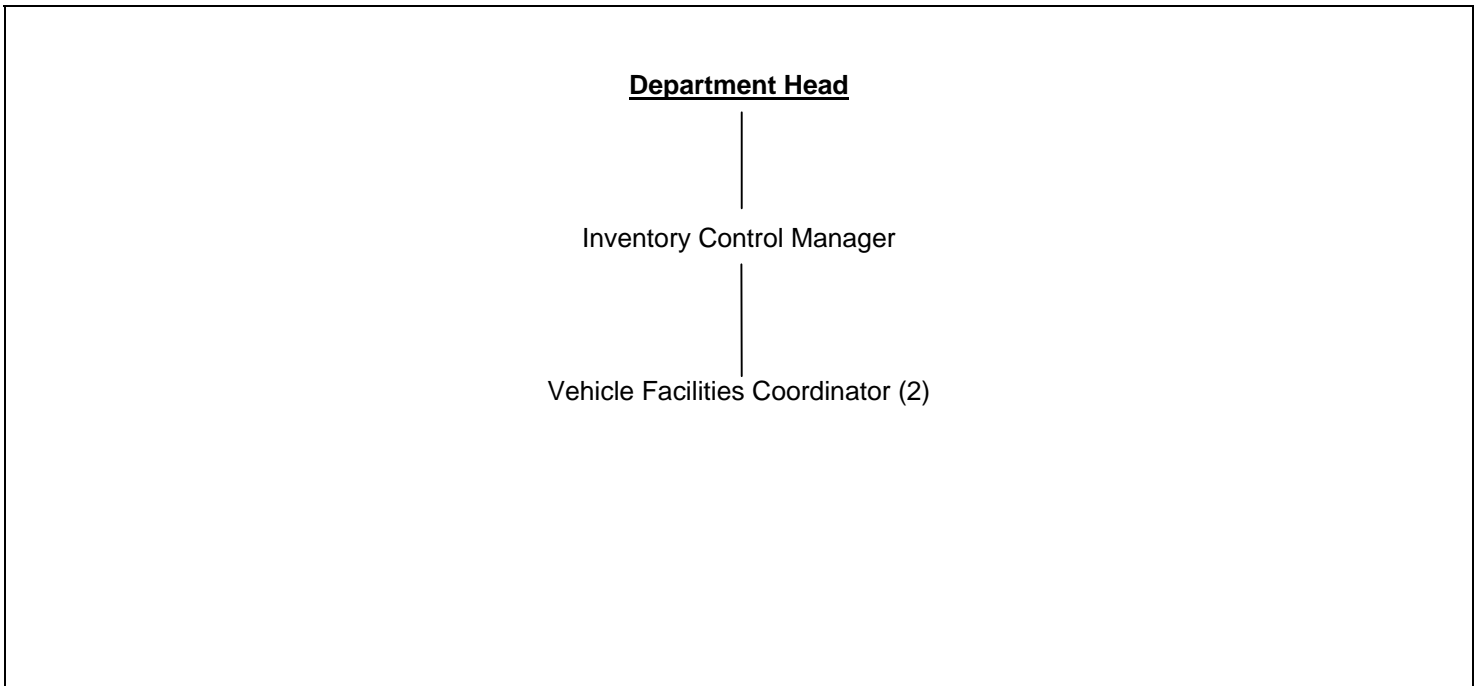 Department Head
Inventory Control Manager
Vehicle Facilities Coordinator (2)